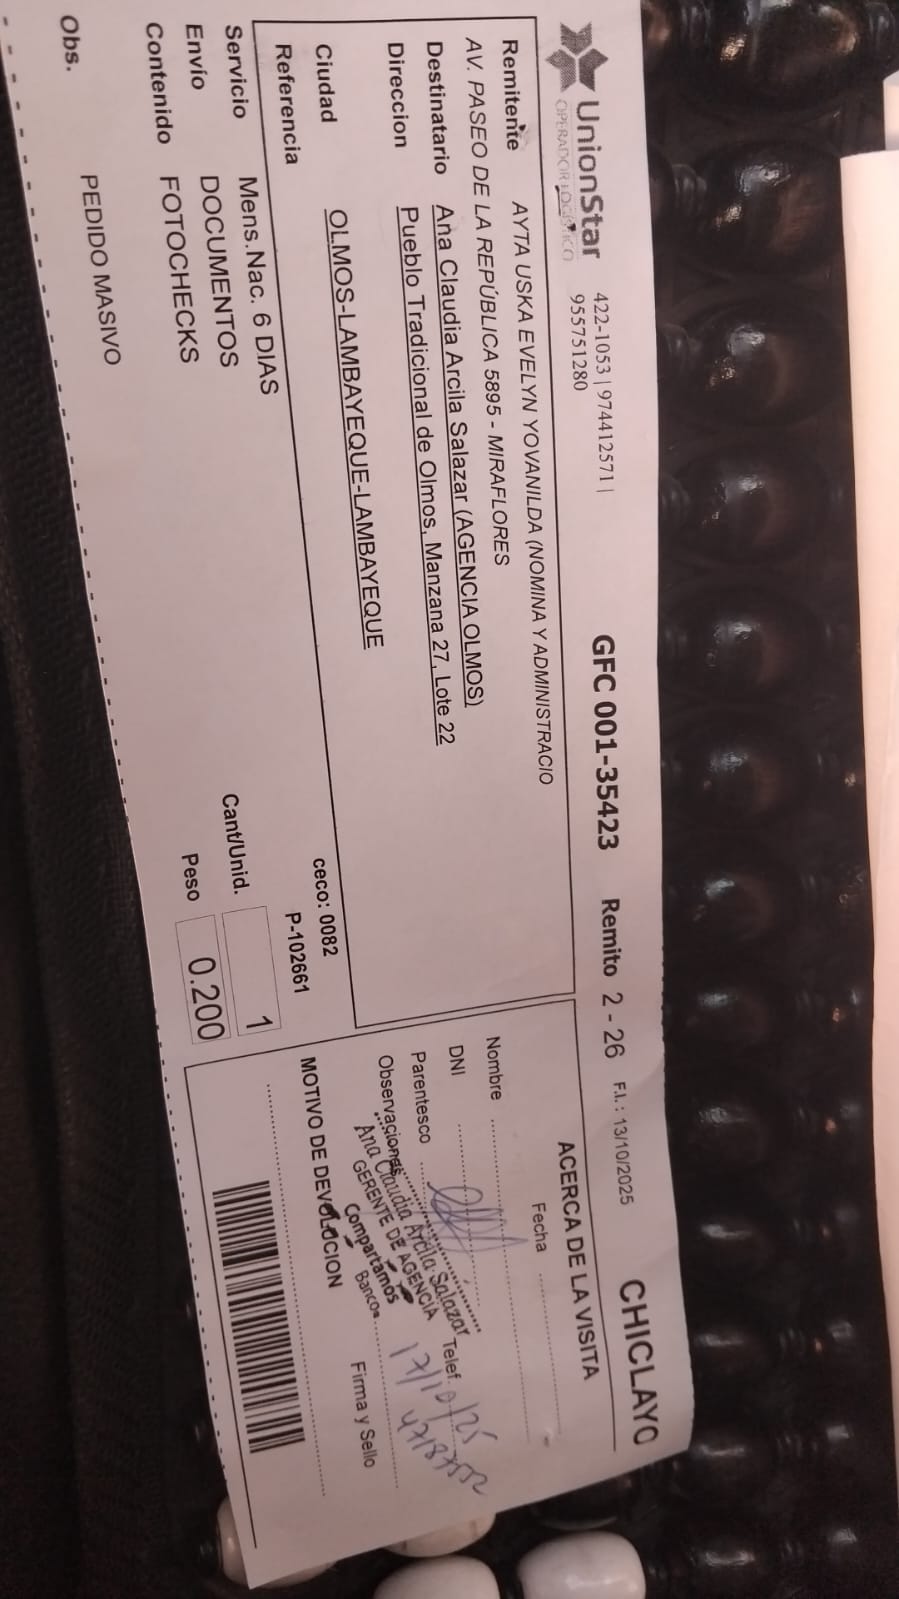 UnionStar
OPERADOR LOGÍSTICO
422-1053 | 974412571 |
955751280
GFC 001-35423
Remito 2 - 26
F.I.: 13/10/2025
CHICLAYO
Remitente AYTA USKA EVELYN YOVANILDA (NOMINA Y ADMINISTRACIO
AV. PASEO DE LA REPÚBLICA 5895 - MIRAFLORES
Destinatario Ana Claudia Arcila Salazar (AGENCIA OLMOS)
Direccion Pueblo Tradicional de Olmos, Manzana 27, Lote 22
Ciudad OLMOS-LAMBAYEQUE-LAMBAYEQUE
ceco: 0082
Referencia
P-102661
Servicio Mens.Nac. 6 DIAS
Cant/Unid. 1
Envío DOCUMENTOS
Peso 0.200
Contenido FOTOCHECKS
Obs. PEDIDO MASIVO
ACERCA DE LA VISITA
Fecha
Nombre
DNI
Parentesco
Telef.
17/10/25
Observaciones
Ana Claudia Arcila Salazar
GERENTE DE AGENCIA
Compartamos
Banco
Firma y Sello
MOTIVO DE DEVOLUCION